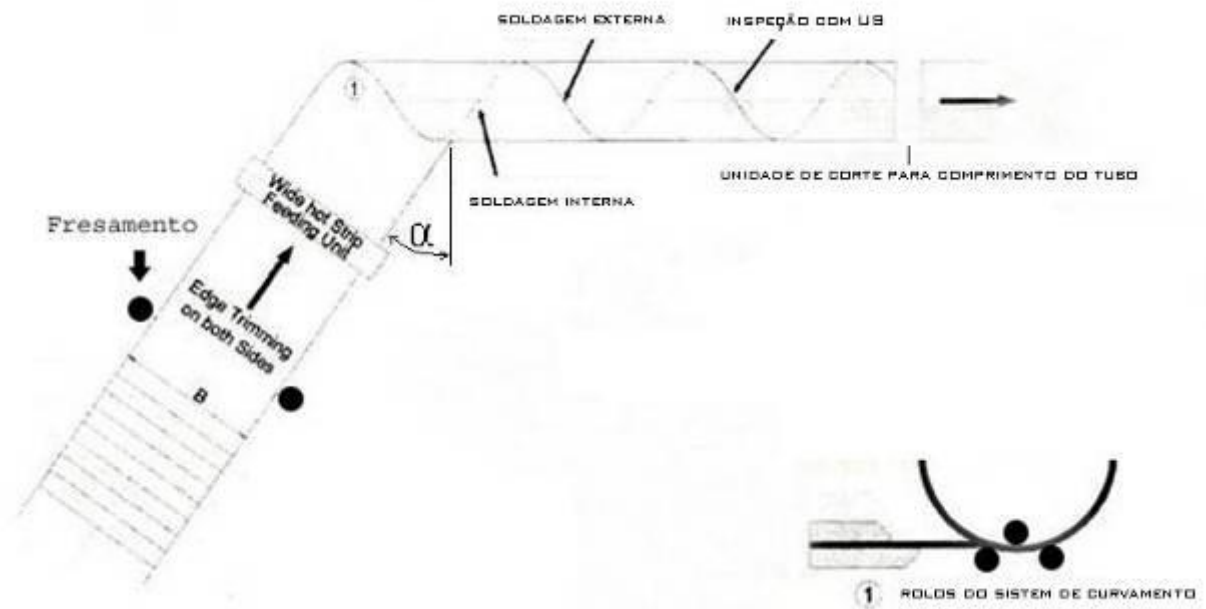 SOLDAGEM EXTERNA
INSPEÇÃO COM US
1
UNIDADE DE CORTE PARA COMPRIMENTO DO TUBO
SOLDAGEM INTERNA
Wide hot Strip
Feeding Unit
α
Fresamento
Edge Trimming
on both Sides
B
1 ROLOS DO SISTEM DE CURVAMENTO